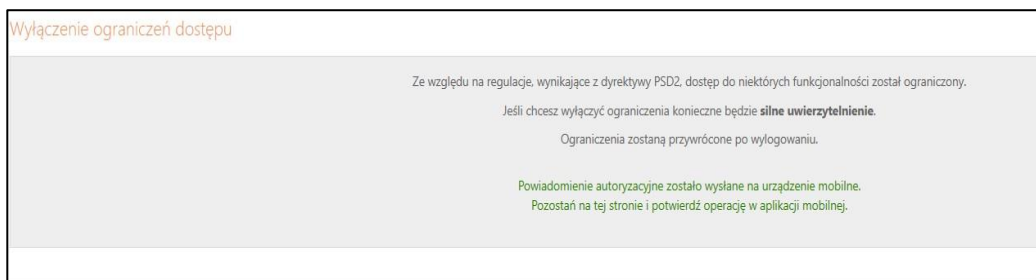 Wyłączenie ograniczeń dostępu
Ze względu na regulacje, wynikające z dyrektywy PSD2, dostęp do niektórych funkcjonalności został ograniczony.
Jeśli chcesz wyłączyć ograniczenia konieczne będzie silne uwierzytelnienie.
Ograniczenia zostaną przywrócone po wylogowaniu.
Powiadomienie autoryzacyjne zostało wysłane na urządzenie mobilne.
Pozostań na tej stronie i potwierdź operację w aplikacji mobilnej.